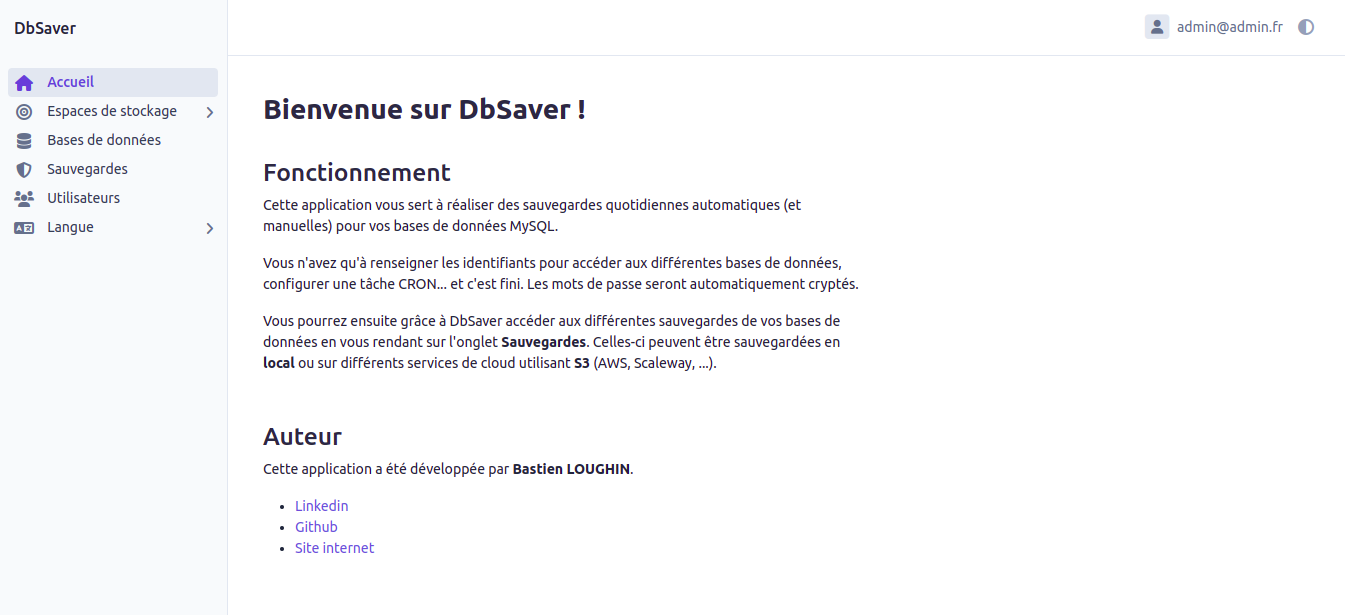 DbSaver
admin@admin.fr
Accueil
Espaces de stockage
Bases de données
Sauvegardes
Utilisateurs
Langue
Bienvenue sur DbSaver !
Fonctionnement
Cette application vous sert à réaliser des sauvegardes quotidiennes automatiques (et
manuelles) pour vos bases de données MySQL.
Vous n'avez qu'à renseigner les identifiants pour accéder aux différentes bases de données,
configurer une tâche CRON... et c'est fini. Les mots de passe seront automatiquement cryptés.
Vous pourrez ensuite grâce à DbSaver accéder aux différentes sauvegardes de vos bases de
données en vous rendant sur l'onglet Sauvegardes. Celles-ci peuvent être sauvegardées en
local ou sur différents services de cloud utilisant S3 (AWS, Scaleway, ...).
Auteur
Cette application a été développée par Bastien LOUGHIN.
Linkedin
Github
Site internet